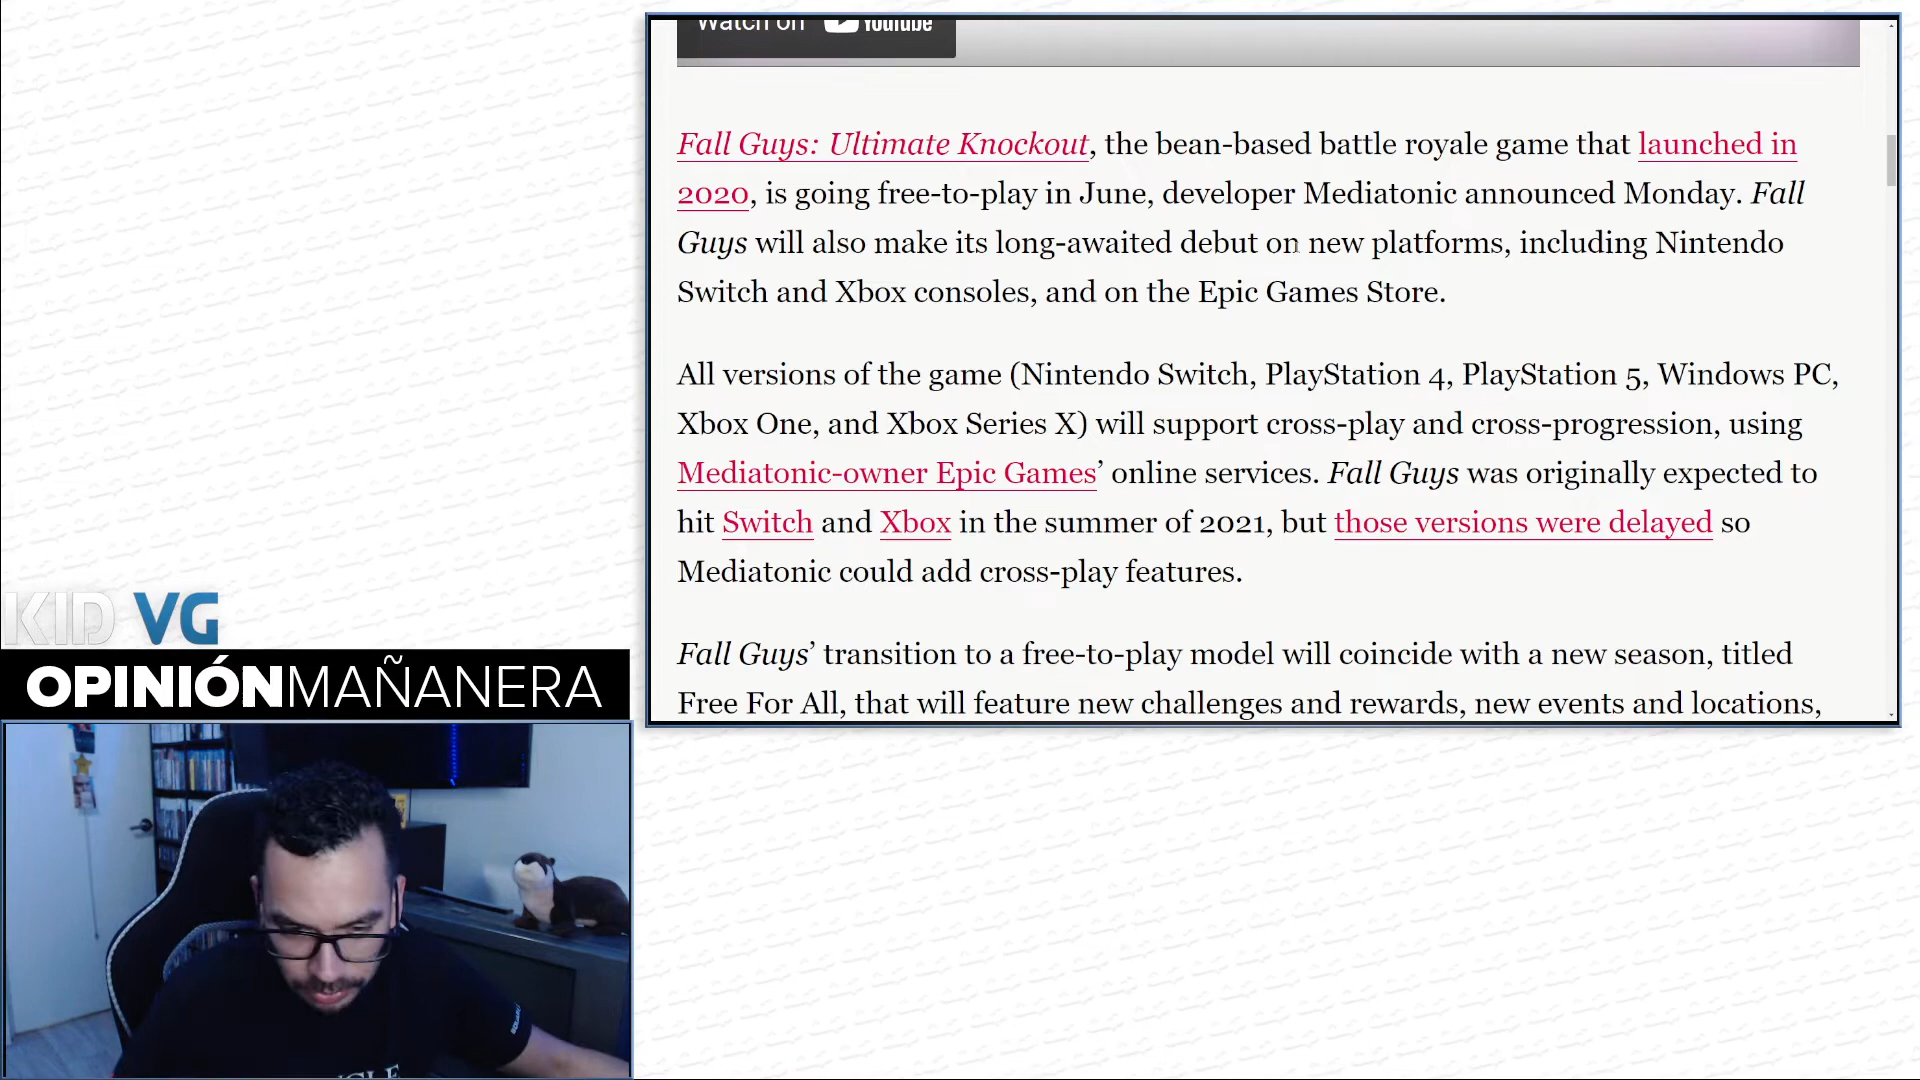 Watch on YouTube
Fall Guys: Ultimate Knockout, the bean-based battle royale game that launched in
2020, is going free-to-play in June, developer Mediatonic announced Monday. Fall
Guys will also make its long-awaited debut on new platforms, including Nintendo
Switch and Xbox consoles, and on the Epic Games Store.
All versions of the game (Nintendo Switch, PlayStation 4, PlayStation 5, Windows PC,
Xbox One, and Xbox Series X) will support cross-play and cross-progression, using
Mediatonic-owner Epic Games’ online services. Fall Guys was originally expected to
hit Switch and Xbox in the summer of 2021, but those versions were delayed so
Mediatonic could add cross-play features.
Fall Guys’ transition to a free-to-play model will coincide with a new season, titled
Free For All, that will feature new challenges and rewards, new events and locations,
KID VG
OPINIÓNMAÑANERA